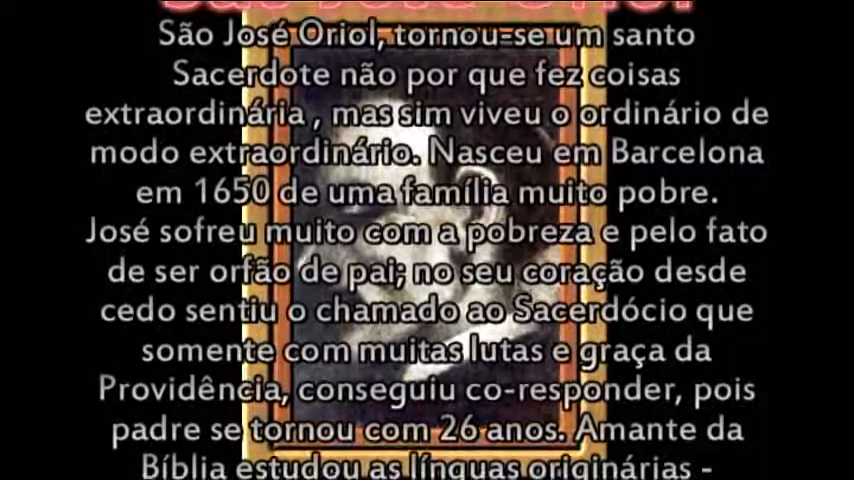 São José Oriol
São José Oriol, tornou-se um santo
Sacerdote não por que fez coisas
extraordinária , mas sim viveu o ordinário de
modo extraordinário. Nasceu em Barcelona
em 1650 de uma família muito pobre.
José sofreu muito com a pobreza e pelo fato
de ser orfão de pai; no seu coração desde
cedo sentiu o chamado ao Sacerdócio que
somente com muitas lutas e graça da
Providência, conseguiu co-responder, pois
padre se tornou com 26 anos. Amante da
Bíblia estudou as línguas originárias -